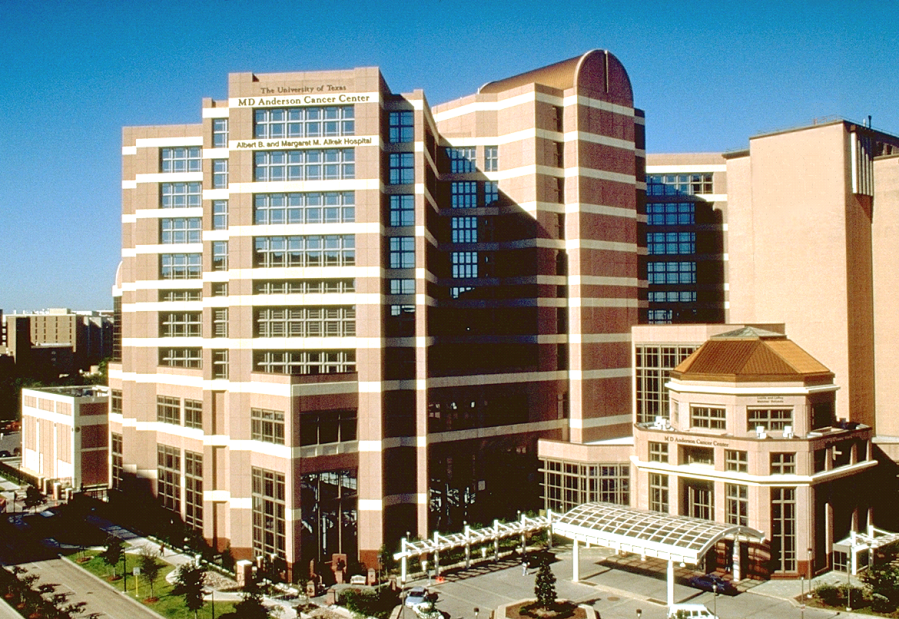 The University of Texas
MD Anderson Cancer Center
Albert B. and Margaret M. Alkek Hospital
MD Anderson Cancer Center